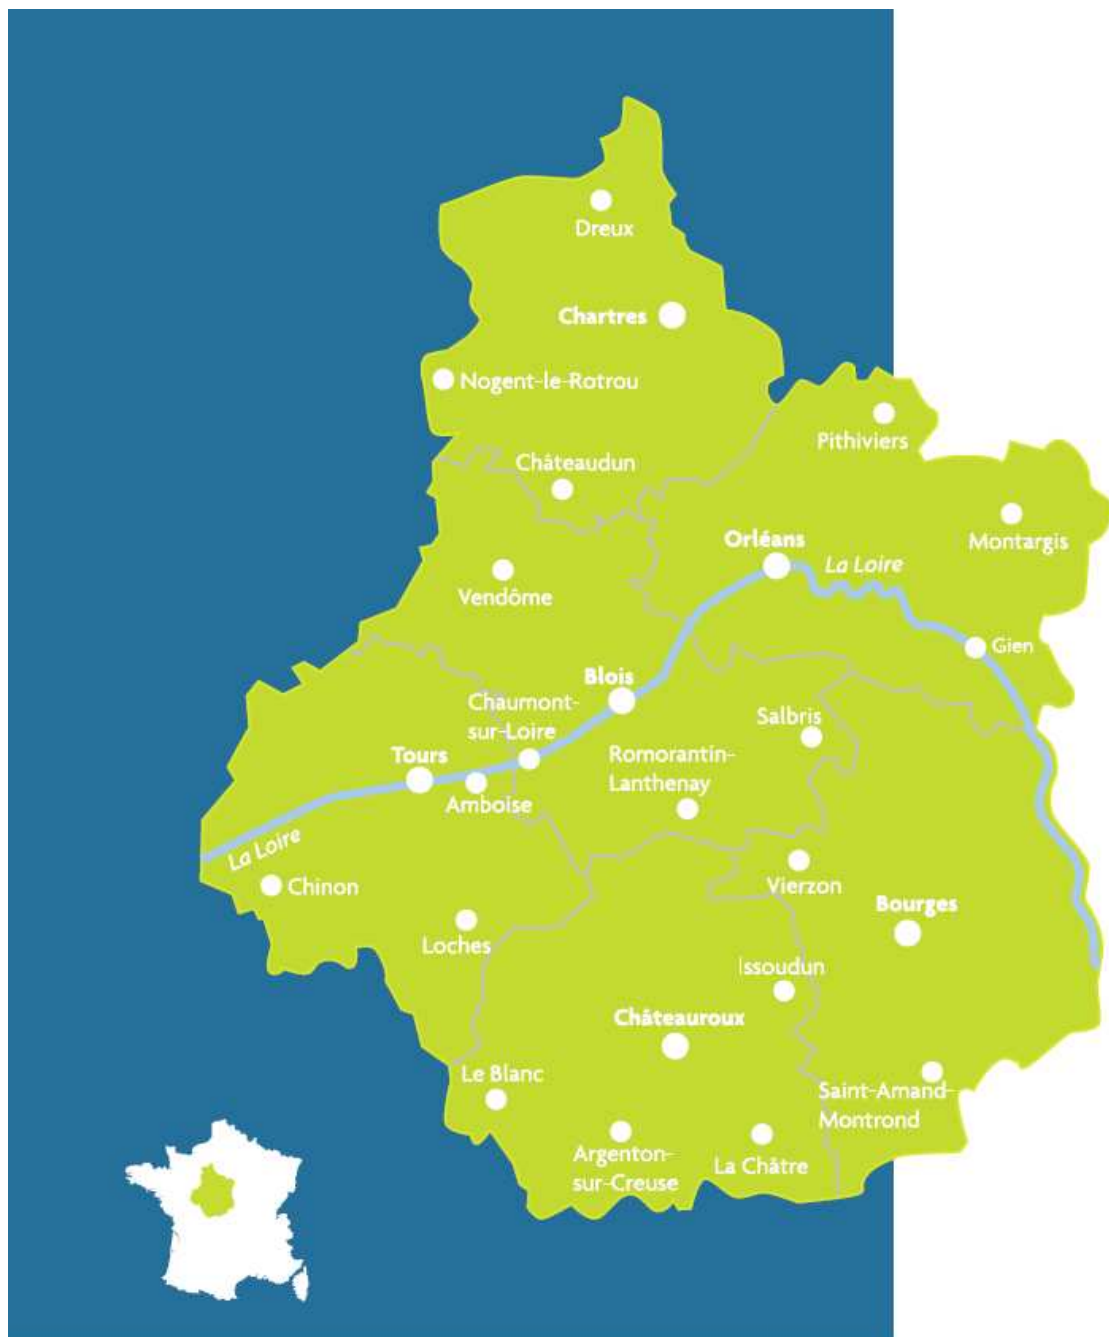 Dreux
Chartres
Nogent-le-Rotrou
Pithiviers
Châteaudun
Orléans
La Loire
Montargis
Vendôme
Gien
Blois
Chaumont-
sur-Loire
Salbris
Tours
Romorantin-
Lanthenay
Amboise
La Loire
Chinon
Vierzon
Bourges
Loches
Issoudun
Châteauroux
Le Blanc
Saint-Amand-
Montrond
Argenton-
sur-Creuse
La Châtre